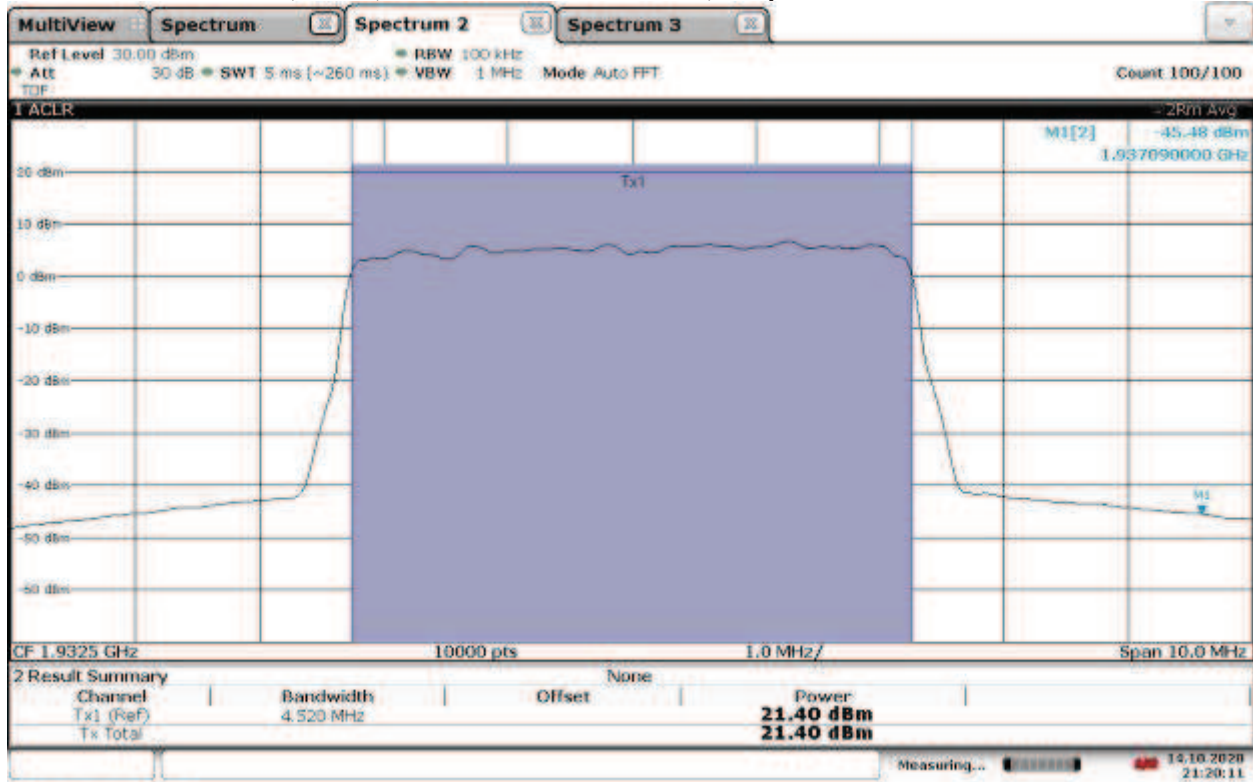 MultiView Spectrum Spectrum 2 Spectrum 3
Ref Level 30.00 dBm RBW 100 kHz
Att 30 dB SWT 5 ms (~260 ms) VBW 1 MHz Mode Auto FFT Count 100/100
TDF
1 ACLR 2Rm Avg
M1[2] -45.48 dBm
1.937090000 GHz
20 dBm
Tx1
10 dBm
0 dBm
-10 dBm
-20 dBm
-30 dBm
-40 dBm
M1
-50 dBm
-60 dBm
CF 1.9325 GHz 10000 pts 1.0 MHz/ Span 10.0 MHz
2 Result Summary None
Channel Bandwidth Offset Power
Tx1 (Ref) 4.520 MHz 21.40 dBm
Tx Total 21.40 dBm
Measuring... 14.10.2020
21:20:11